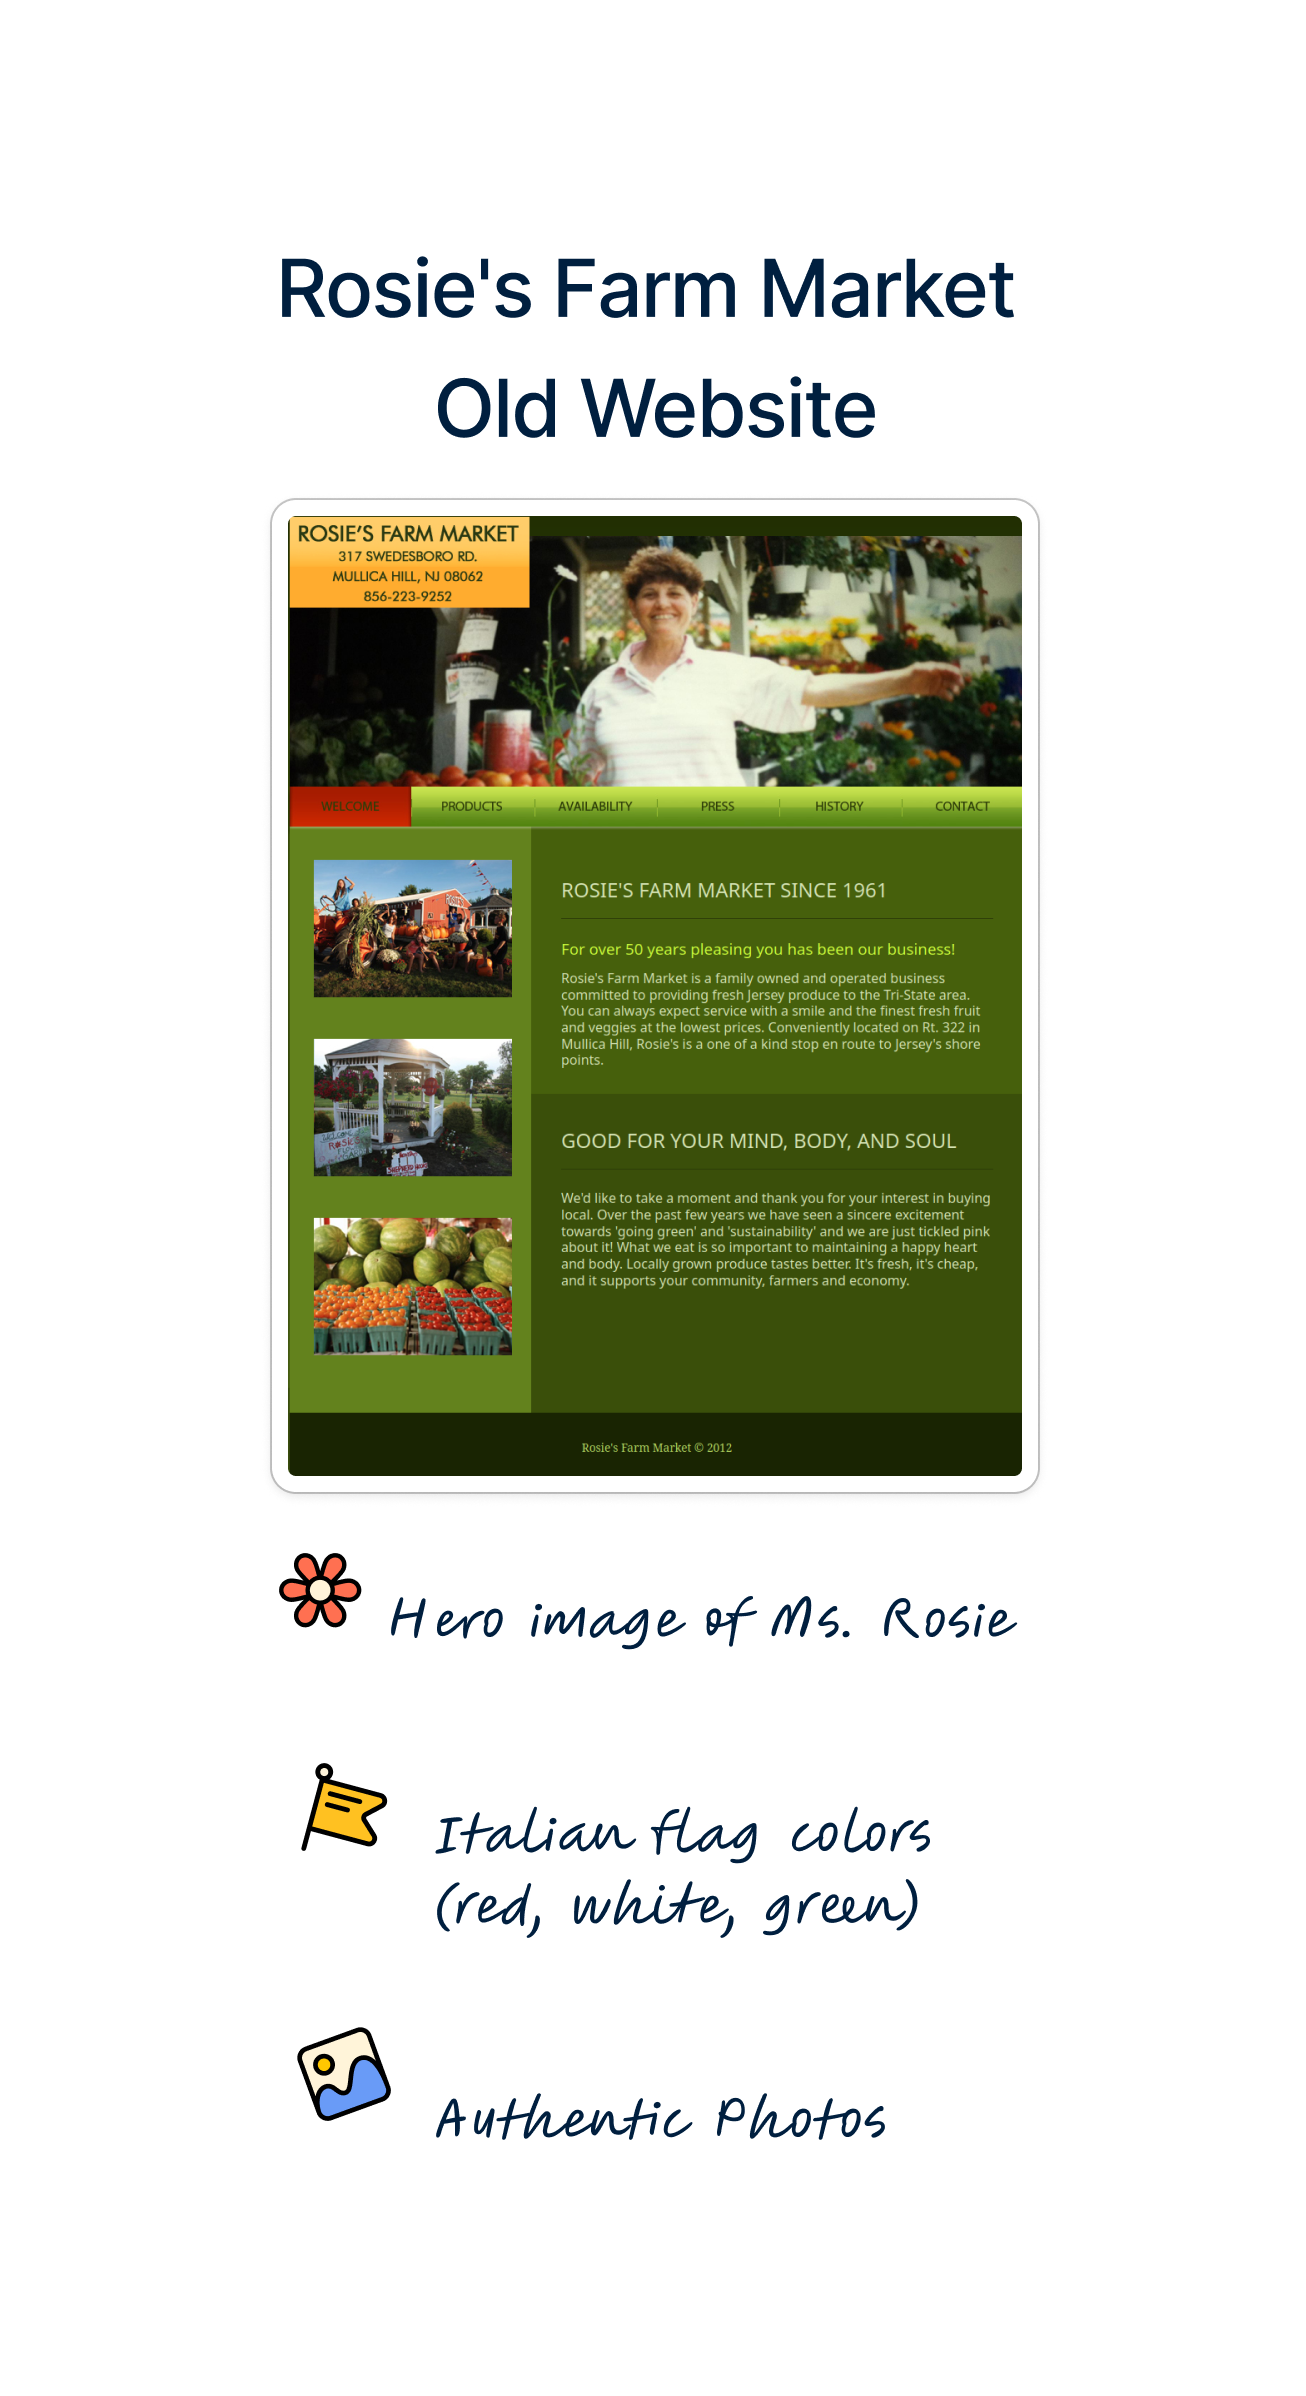 Rosie's Farm Market
Old Website
ROSIE'S FARM MARKET
317 SWEDESBORO RD.
MULLICA HILL, NJ 08062
856-223-9252
WELCOME
PRODUCTS
AVAILABILITY
PRESS
HISTORY
CONTACT
ROSIE'S FARM MARKET SINCE 1961
For over 50 years pleasing you has been our business!
Rosie's Farm Market is a family owned and operated business
committed to providing fresh Jersey produce to the Tri-State area.
You can always expect service with a smile and the finest fresh fruit
and veggies at the lowest prices. Conveniently located on Rt. 322 in
Mullica Hill, Rosie's is a one of a kind stop en route to Jersey's shore
points.
GOOD FOR YOUR MIND, BODY, AND SOUL
We'd like to take a moment and thank you for your interest in buying
local. Over the past few years we have seen a sincere excitement
towards 'going green' and 'sustainability' and we are just tickled pink
about it! What we eat is so important to maintaining a happy heart
and body. Locally grown produce tastes better. It's fresh, it's cheap,
and it supports your community, farmers and economy.
Rosie's Farm Market © 2012
Hero image of Ms. Rosie
Italian flag colors
(red, white, green)
Authentic Photos